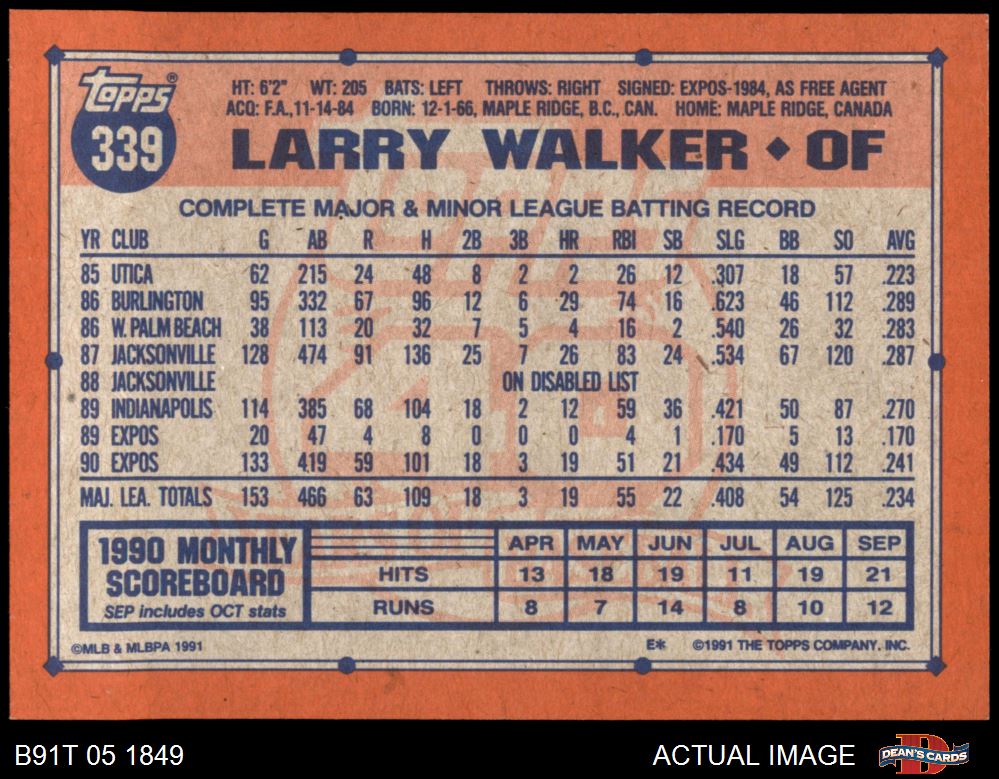 Topps®
339
HT: 6'2" WT: 205 BATS: LEFT THROWS: RIGHT SIGNED: EXPOS-1984, AS FREE AGENT
ACQ: F.A.,11-14-84 BORN: 12-1-66, MAPLE RIDGE, B.C., CAN. HOME: MAPLE RIDGE, CANADA
LARRY WALKER ◆ OF
COMPLETE MAJOR & MINOR LEAGUE BATTING RECORD
YR CLUB G AB R H 2B 3B HR RBI SB SLG BB SO AVG
85 UTICA 62 215 24 48 8 2 2 26 12 .307 18 57 .223
86 BURLINGTON 95 332 67 96 12 6 29 74 16 .623 46 112 .289
86 W. PALM BEACH 38 113 20 32 7 5 4 16 2 .540 26 32 .283
87 JACKSONVILLE 128 474 91 136 25 7 26 83 24 .534 67 120 .287
88 JACKSONVILLE ON DISABLED LIST
89 INDIANAPOLIS 114 385 68 104 18 2 12 59 36 .421 50 87 .270
89 EXPOS 20 47 4 8 0 0 0 4 1 .170 5 13 .170
90 EXPOS 133 419 59 101 18 3 19 51 21 .434 49 112 .241
MAJ. LEA. TOTALS 153 466 63 109 18 3 19 55 22 .408 54 125 .234
1990 MONTHLY SCOREBOARD
SEP includes OCT stats
APR MAY JUN JUL AUG SEP
HITS 13 18 19 11 19 21
RUNS 8 7 14 8 10 12
©MLB & MLBPA 1991 E* ©1991 THE TOPPS COMPANY, INC.
B91T 05 1849 ACTUAL IMAGE DEAN'S CARDS